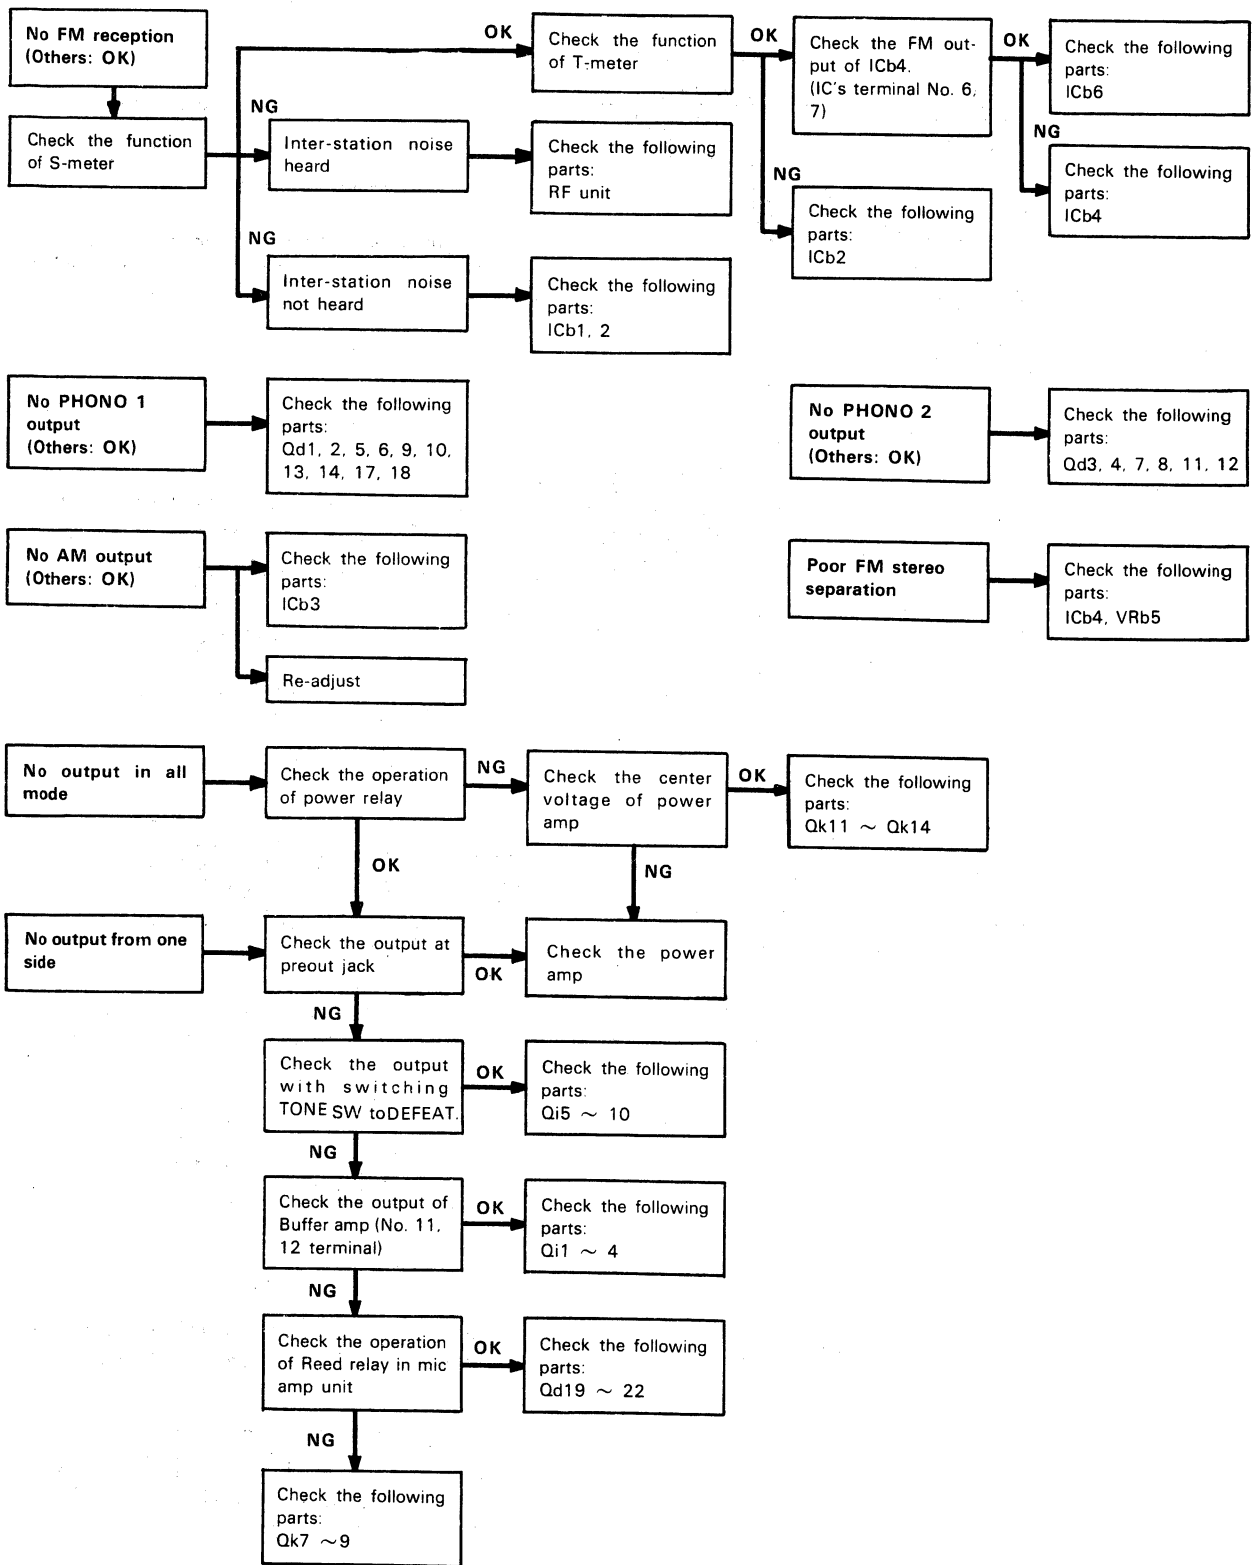 No FM reception
(Others: OK)
Check the function
of S-meter
OK
Check the function
of T-meter
OK
Check the FM out-
put of ICb4.
(IC's terminal No. 6,
7)
OK
Check the following
parts:
ICb6
NG
Check the following
parts:
ICb4
NG
Check the following
parts:
ICb2
NG
Inter-station noise
heard
Check the following
parts:
RF unit
NG
Inter-station noise
not heard
Check the following
parts:
ICb1, 2
No PHONO 1
output
(Others: OK)
Check the following
parts:
Qd1, 2, 5, 6, 9, 10,
13, 14, 17, 18
No PHONO 2
output
(Others: OK)
Check the following
parts:
Qd3, 4, 7, 8, 11, 12
No AM output
(Others: OK)
Check the following
parts:
ICb3
Re-adjust
Poor FM stereo
separation
Check the following
parts:
ICb4, VRb5
No output in all
mode
Check the operation
of power relay
NG
Check the center
voltage of power
amp
OK
Check the following
parts:
Qk11 ~ Qk14
OK
NG
No output from one
side
Check the output at
preout jack
OK
Check the power
amp
NG
Check the output
with switching
TONE SW to DEFEAT.
OK
Check the following
parts:
Qi5 ~ 10
NG
Check the output of
Buffer amp (No. 11,
12 terminal)
OK
Check the following
parts:
Qi1 ~ 4
NG
Check the operation
of Reed relay in mic
amp unit
OK
Check the following
parts:
Qd19 ~ 22
NG
Check the following
parts:
Qk7 ~9